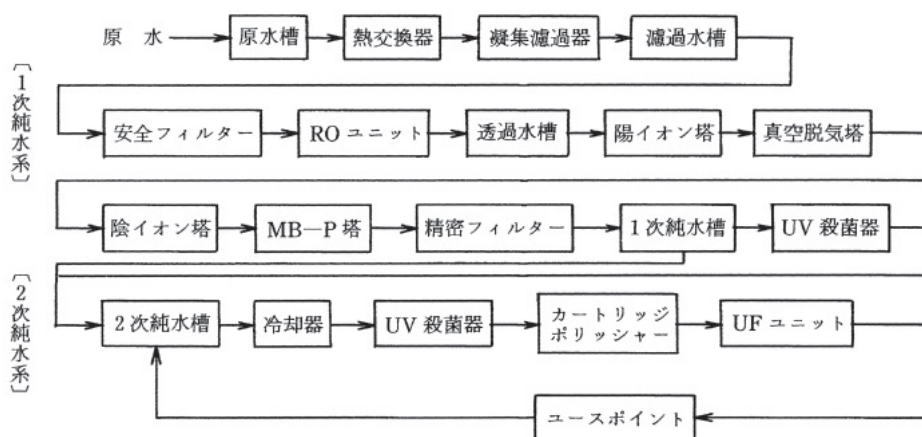 原 水
原水槽
熱交換器
凝集濾過器
濾過水槽
〔1次純水系〕
安全フィルター
RO ユニット
透過水槽
陽イオン塔
真空脱気塔
陰イオン塔
MB—P 塔
精密フィルター
1次純水槽
UV 殺菌器
〔2次純水系〕
2次純水槽
冷却器
UV 殺菌器
カートリッジ
ポリッシャー
UF ユニット
ユースポイント